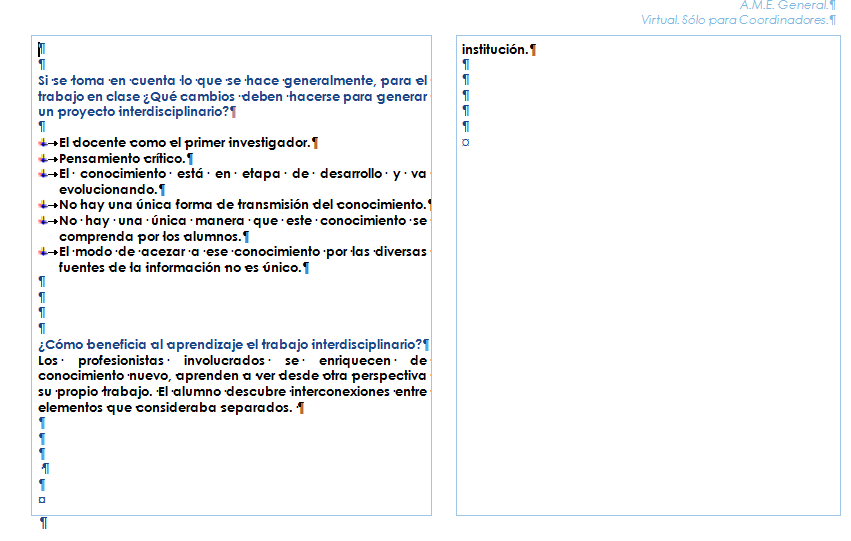 A.M.E. General.¶
Virtual. Sólo para Coordinadores.¶
¶
¶
Si se toma en cuenta lo que se hace generalmente, para el
trabajo en clase ¿Qué cambios deben hacerse para generar
un proyecto interdisciplinario?¶
¶
El docente como el primer investigador.¶
Pensamiento crítico.¶
El conocimiento está en etapa de desarrollo y va
evolucionando.¶
No hay una única forma de transmisión del conocimiento.¶
No hay una única manera que este conocimiento se
comprenda por los alumnos.¶
El modo de acezar a ese conocimiento por las diversas
fuentes de la información no es único.¶
¶
¶
¶
¶
¿Cómo beneficia al aprendizaje el trabajo interdisciplinario?¶
Los profesionistas involucrados se enriquecen de
conocimiento nuevo, aprenden a ver desde otra perspectiva
su propio trabajo. El alumno descubre interconexiones entre
elementos que consideraba separados. ¶
¶
¶
¶
¶
¶
¤
¶
institución.¶
¶
¶
¶
¶
¶
¤